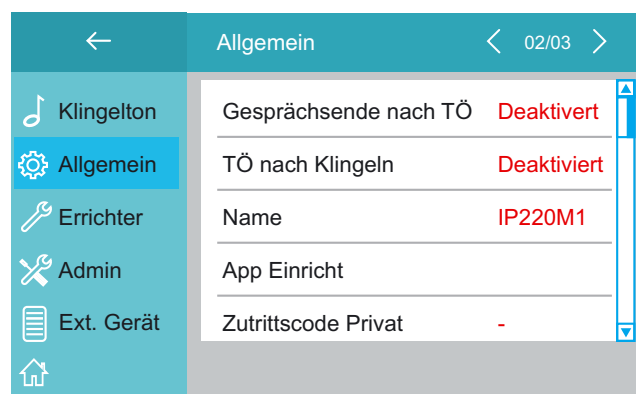 Allgemein
02/03
Klingelton
Allgemein
Errichter
Admin
Ext. Gerät
Gesprächsende nach TÖ Deaktivert
TÖ nach Klingeln Deaktiviert
Name IP220M1
App Einricht
Zutrittscode Privat -